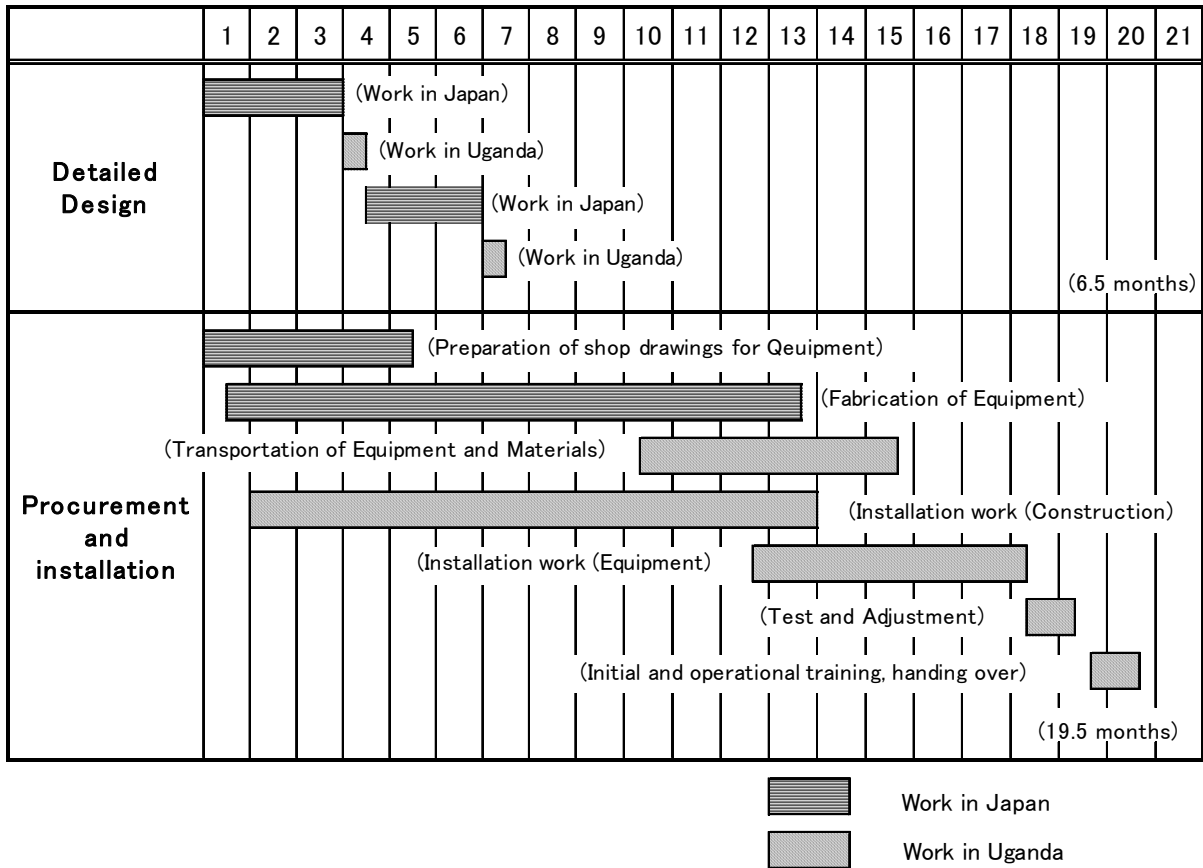 1 2 3 4 5 6 7 8 9 10 11 12 13 14 15 16 17 18 19 20 21
Detailed
Design
(Work in Japan)
(Work in Uganda)
(Work in Japan)
(Work in Uganda)
(6.5 months)
Procurement
and
installation
(Preparation of shop drawings for Qeuipment)
(Fabrication of Equipment)
(Transportation of Equipment and Materials)
(Installation work (Construction)
(Installation work (Equipment)
(Test and Adjustment)
(Initial and operational training, handing over)
(19.5 months)
Work in Japan
Work in Uganda